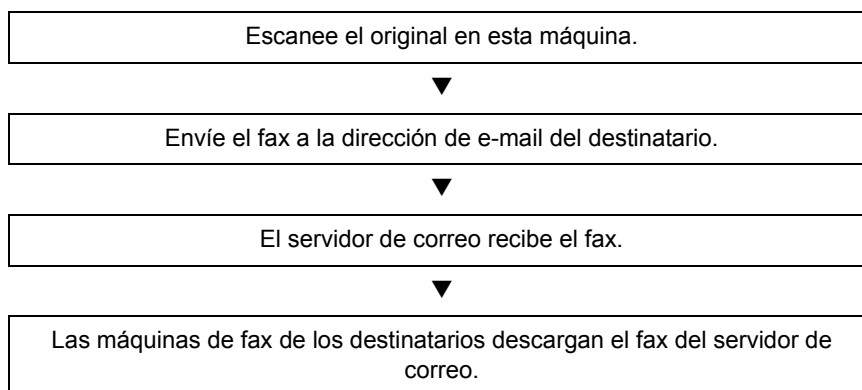 Escanee el original en esta máquina.
▼
Envíe el fax a la dirección de e-mail del destinatario.
▼
El servidor de correo recibe el fax.
▼
Las máquinas de fax de los destinatarios descargan el fax del servidor de
correo.